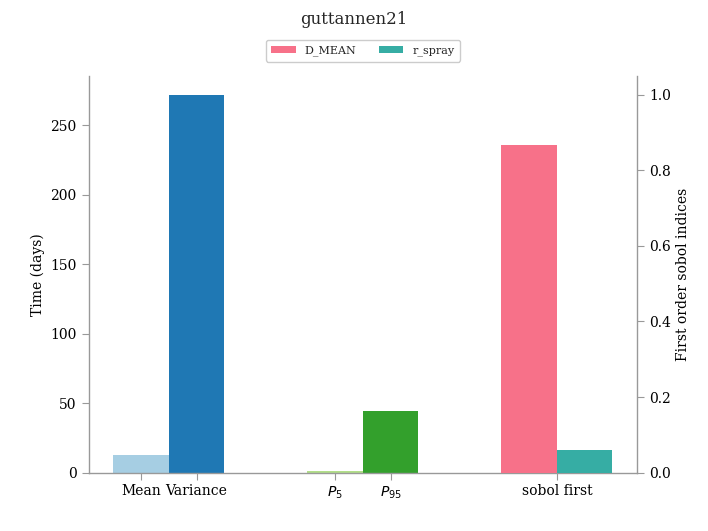 guttannen21
D_MEAN r_spray
Time (days)
250
200
150
100
50
0
First order sobol indices
1.0
0.8
0.6
0.4
0.2
0.0
Mean Variance P5 P95 sobol first